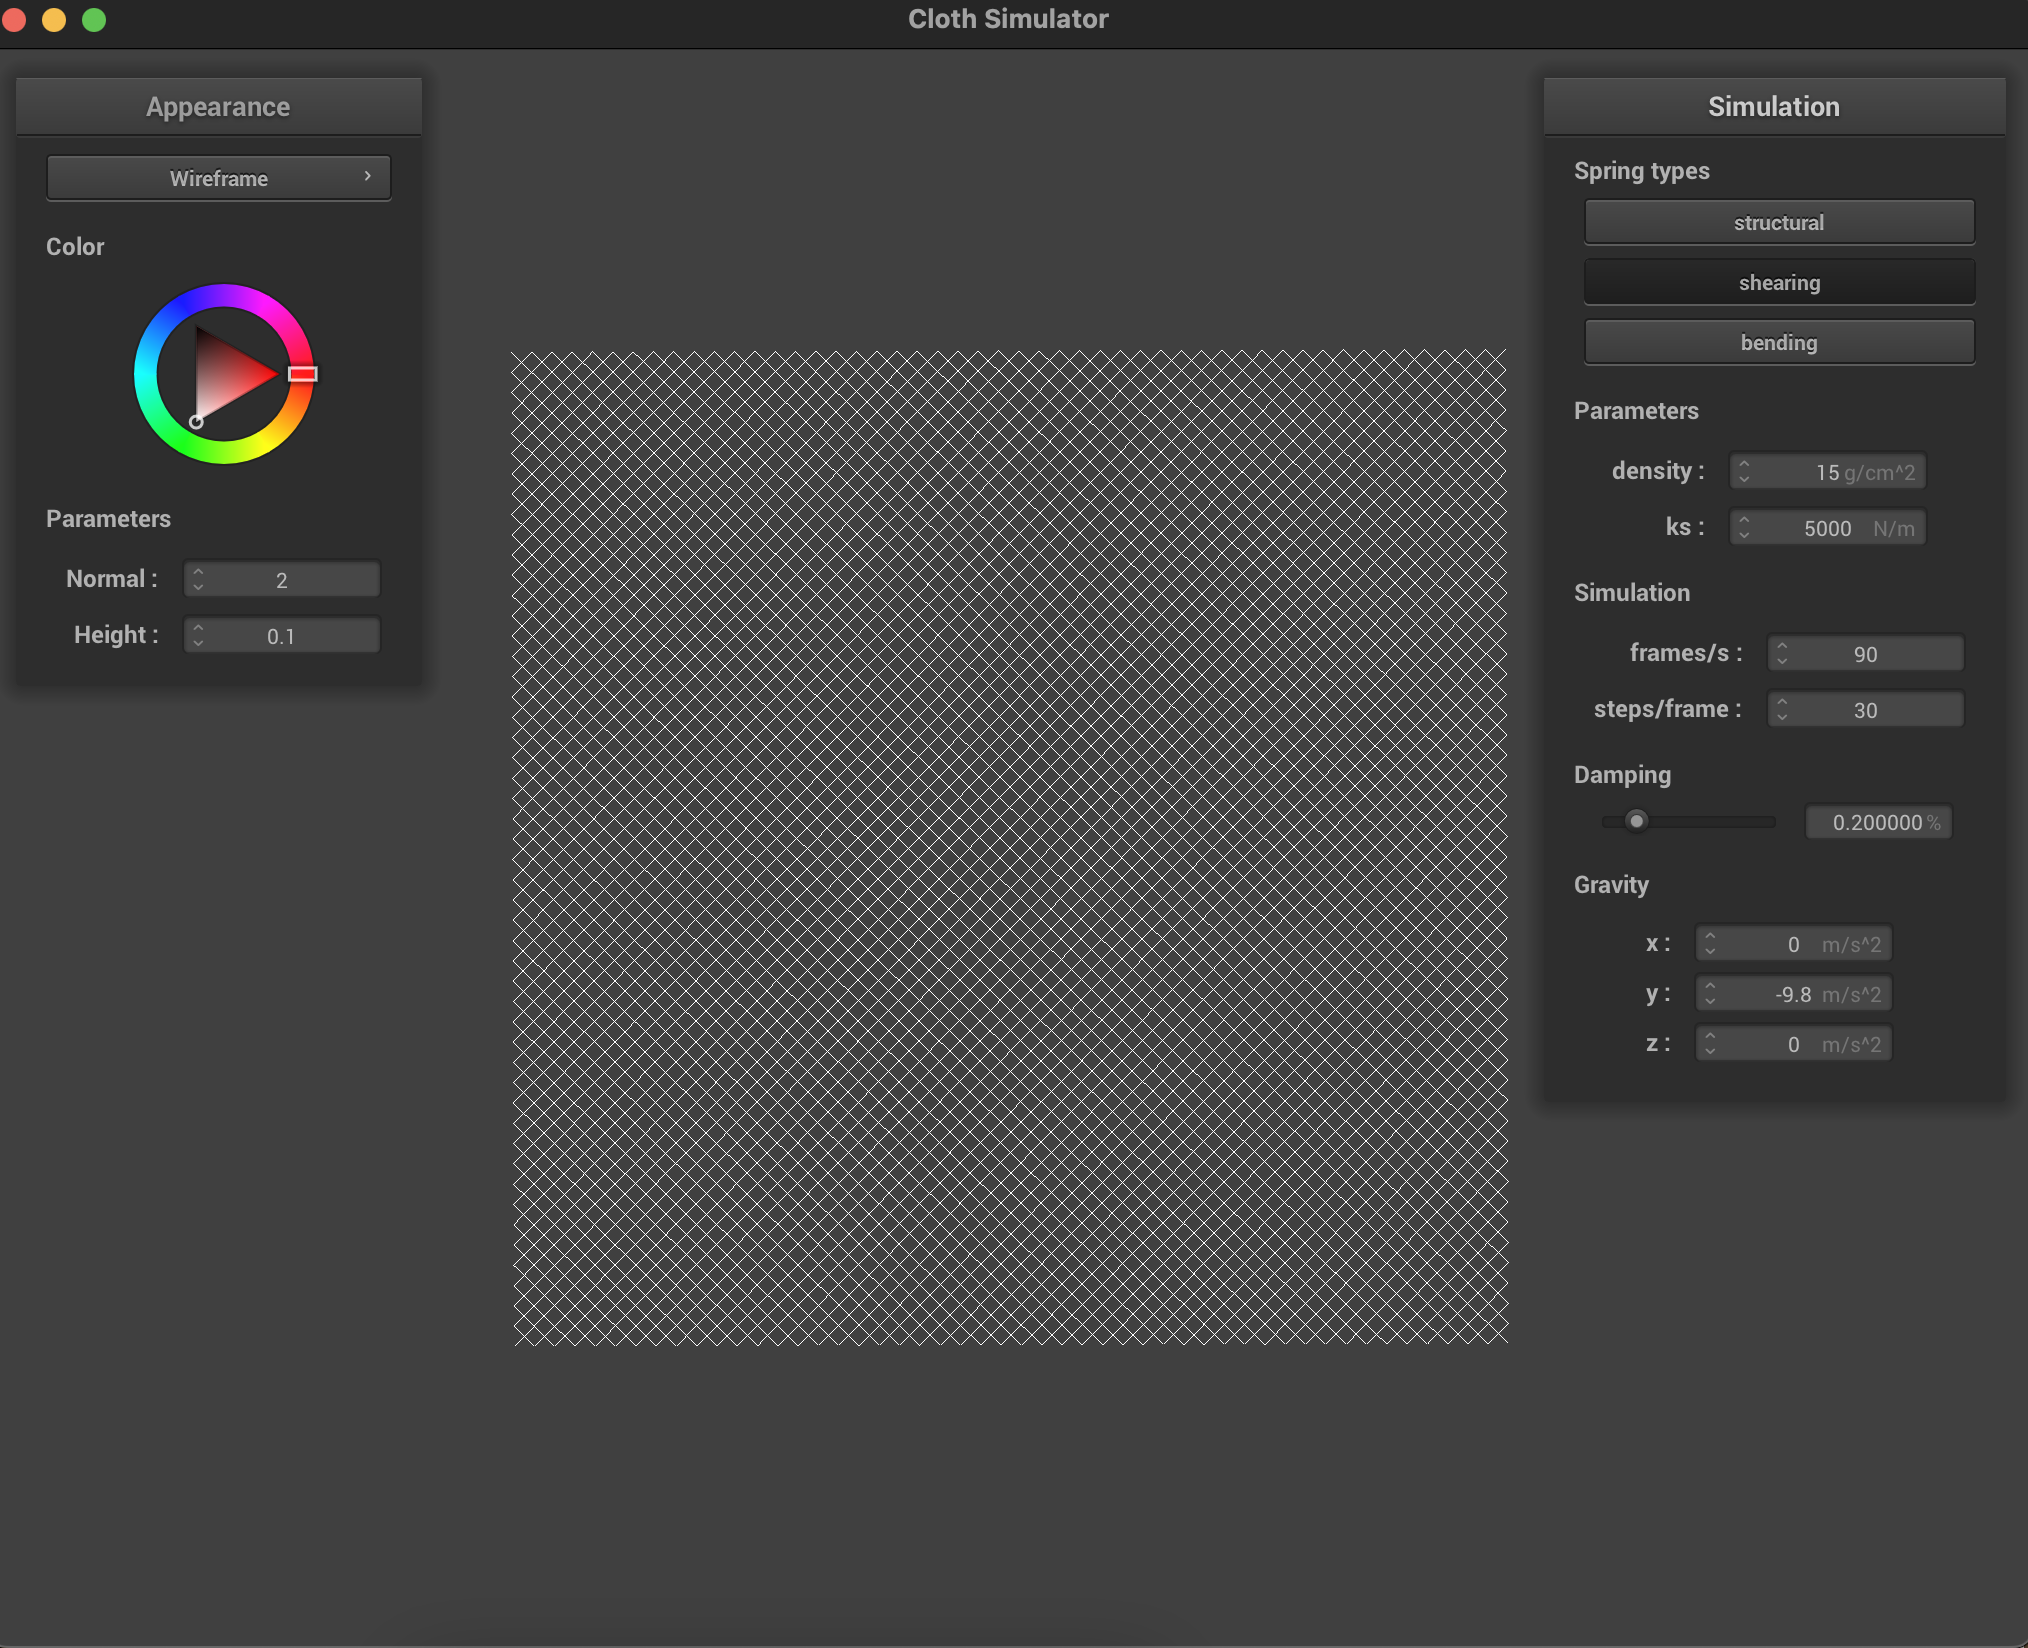 Cloth Simulator
Appearance
Wireframe
Color
Parameters
Normal : 2
Height : 0.1
Simulation
Spring types
structural
shearing
bending
Parameters
density : 15 g/cm^2
ks : 5000 N/m
Simulation
frames/s : 90
steps/frame : 30
Damping
0.200000 %
Gravity
x : 0 m/s^2
y : -9.8 m/s^2
z : 0 m/s^2